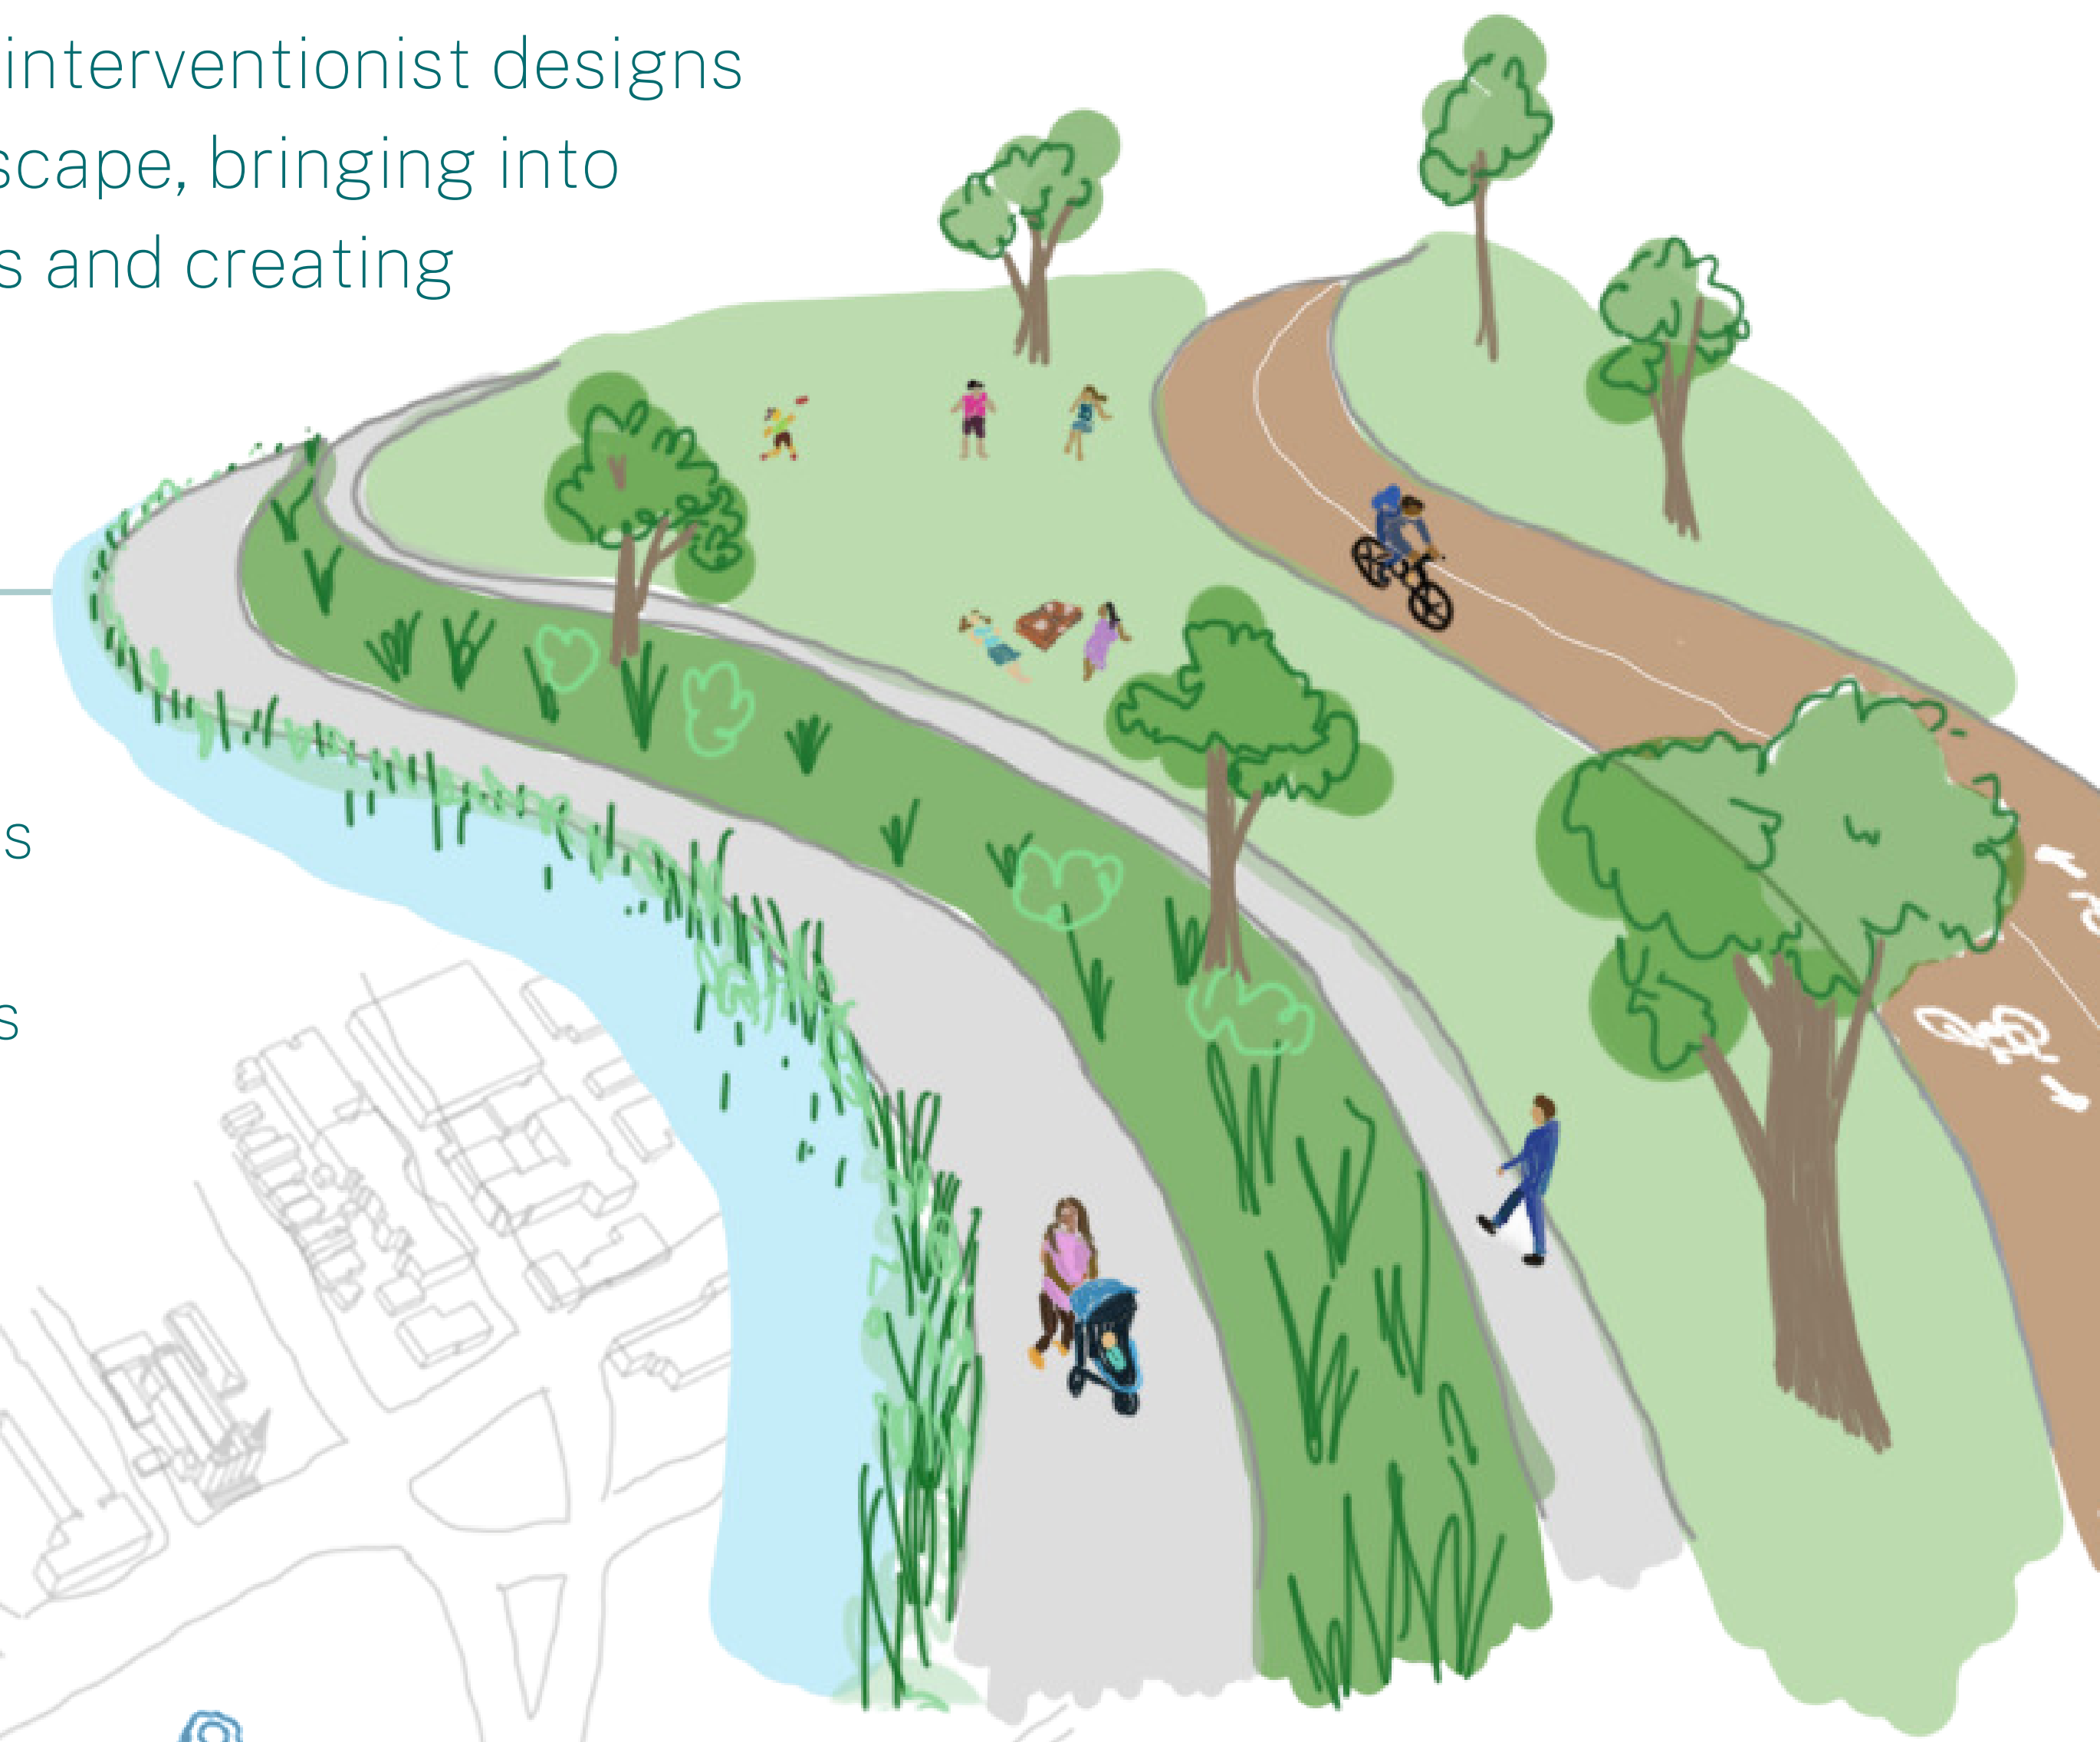 interventionist designs
scape, bringing into
s and creating
s
s